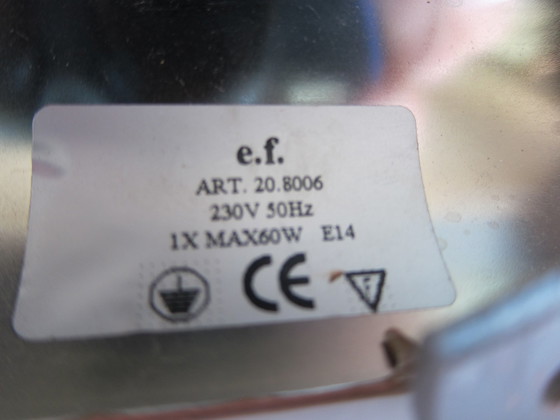 e.f.
ART. 20.8006
230V 50Hz
1X MAX60W E14
CE
F